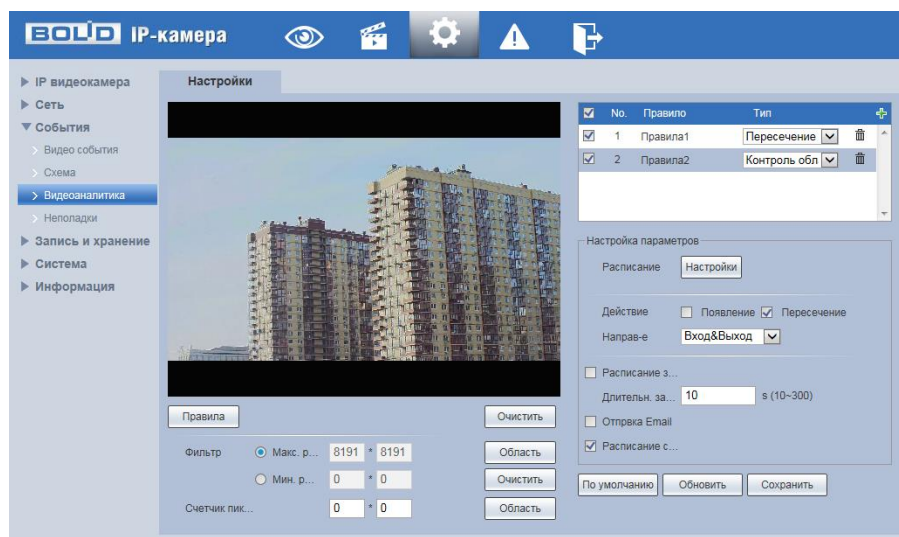 BOLID IP-камера
IP видеокамера
Сеть
События
Видео события
Схема
Видеоаналитика
Неполадки
Запись и хранение
Система
Информация
Настройки
Правила
Очистить
Фильтр Макс. р... 8191 * 8191 Область
Мин. р... 0 * 0 Очистить
Счетчик пик... 0 * 0 Область
No. Правило Тип
1 Правила1 Пересечение
2 Правила2 Контроль обл
Настройка параметров
Расписание Настройки
Действие Появление Пересечение
Направ-е Вход&Выход
Расписание з...
Длительн. за... 10 s (10~300)
Отпрвка Email
Расписание с...
По умолчанию Обновить Сохранить